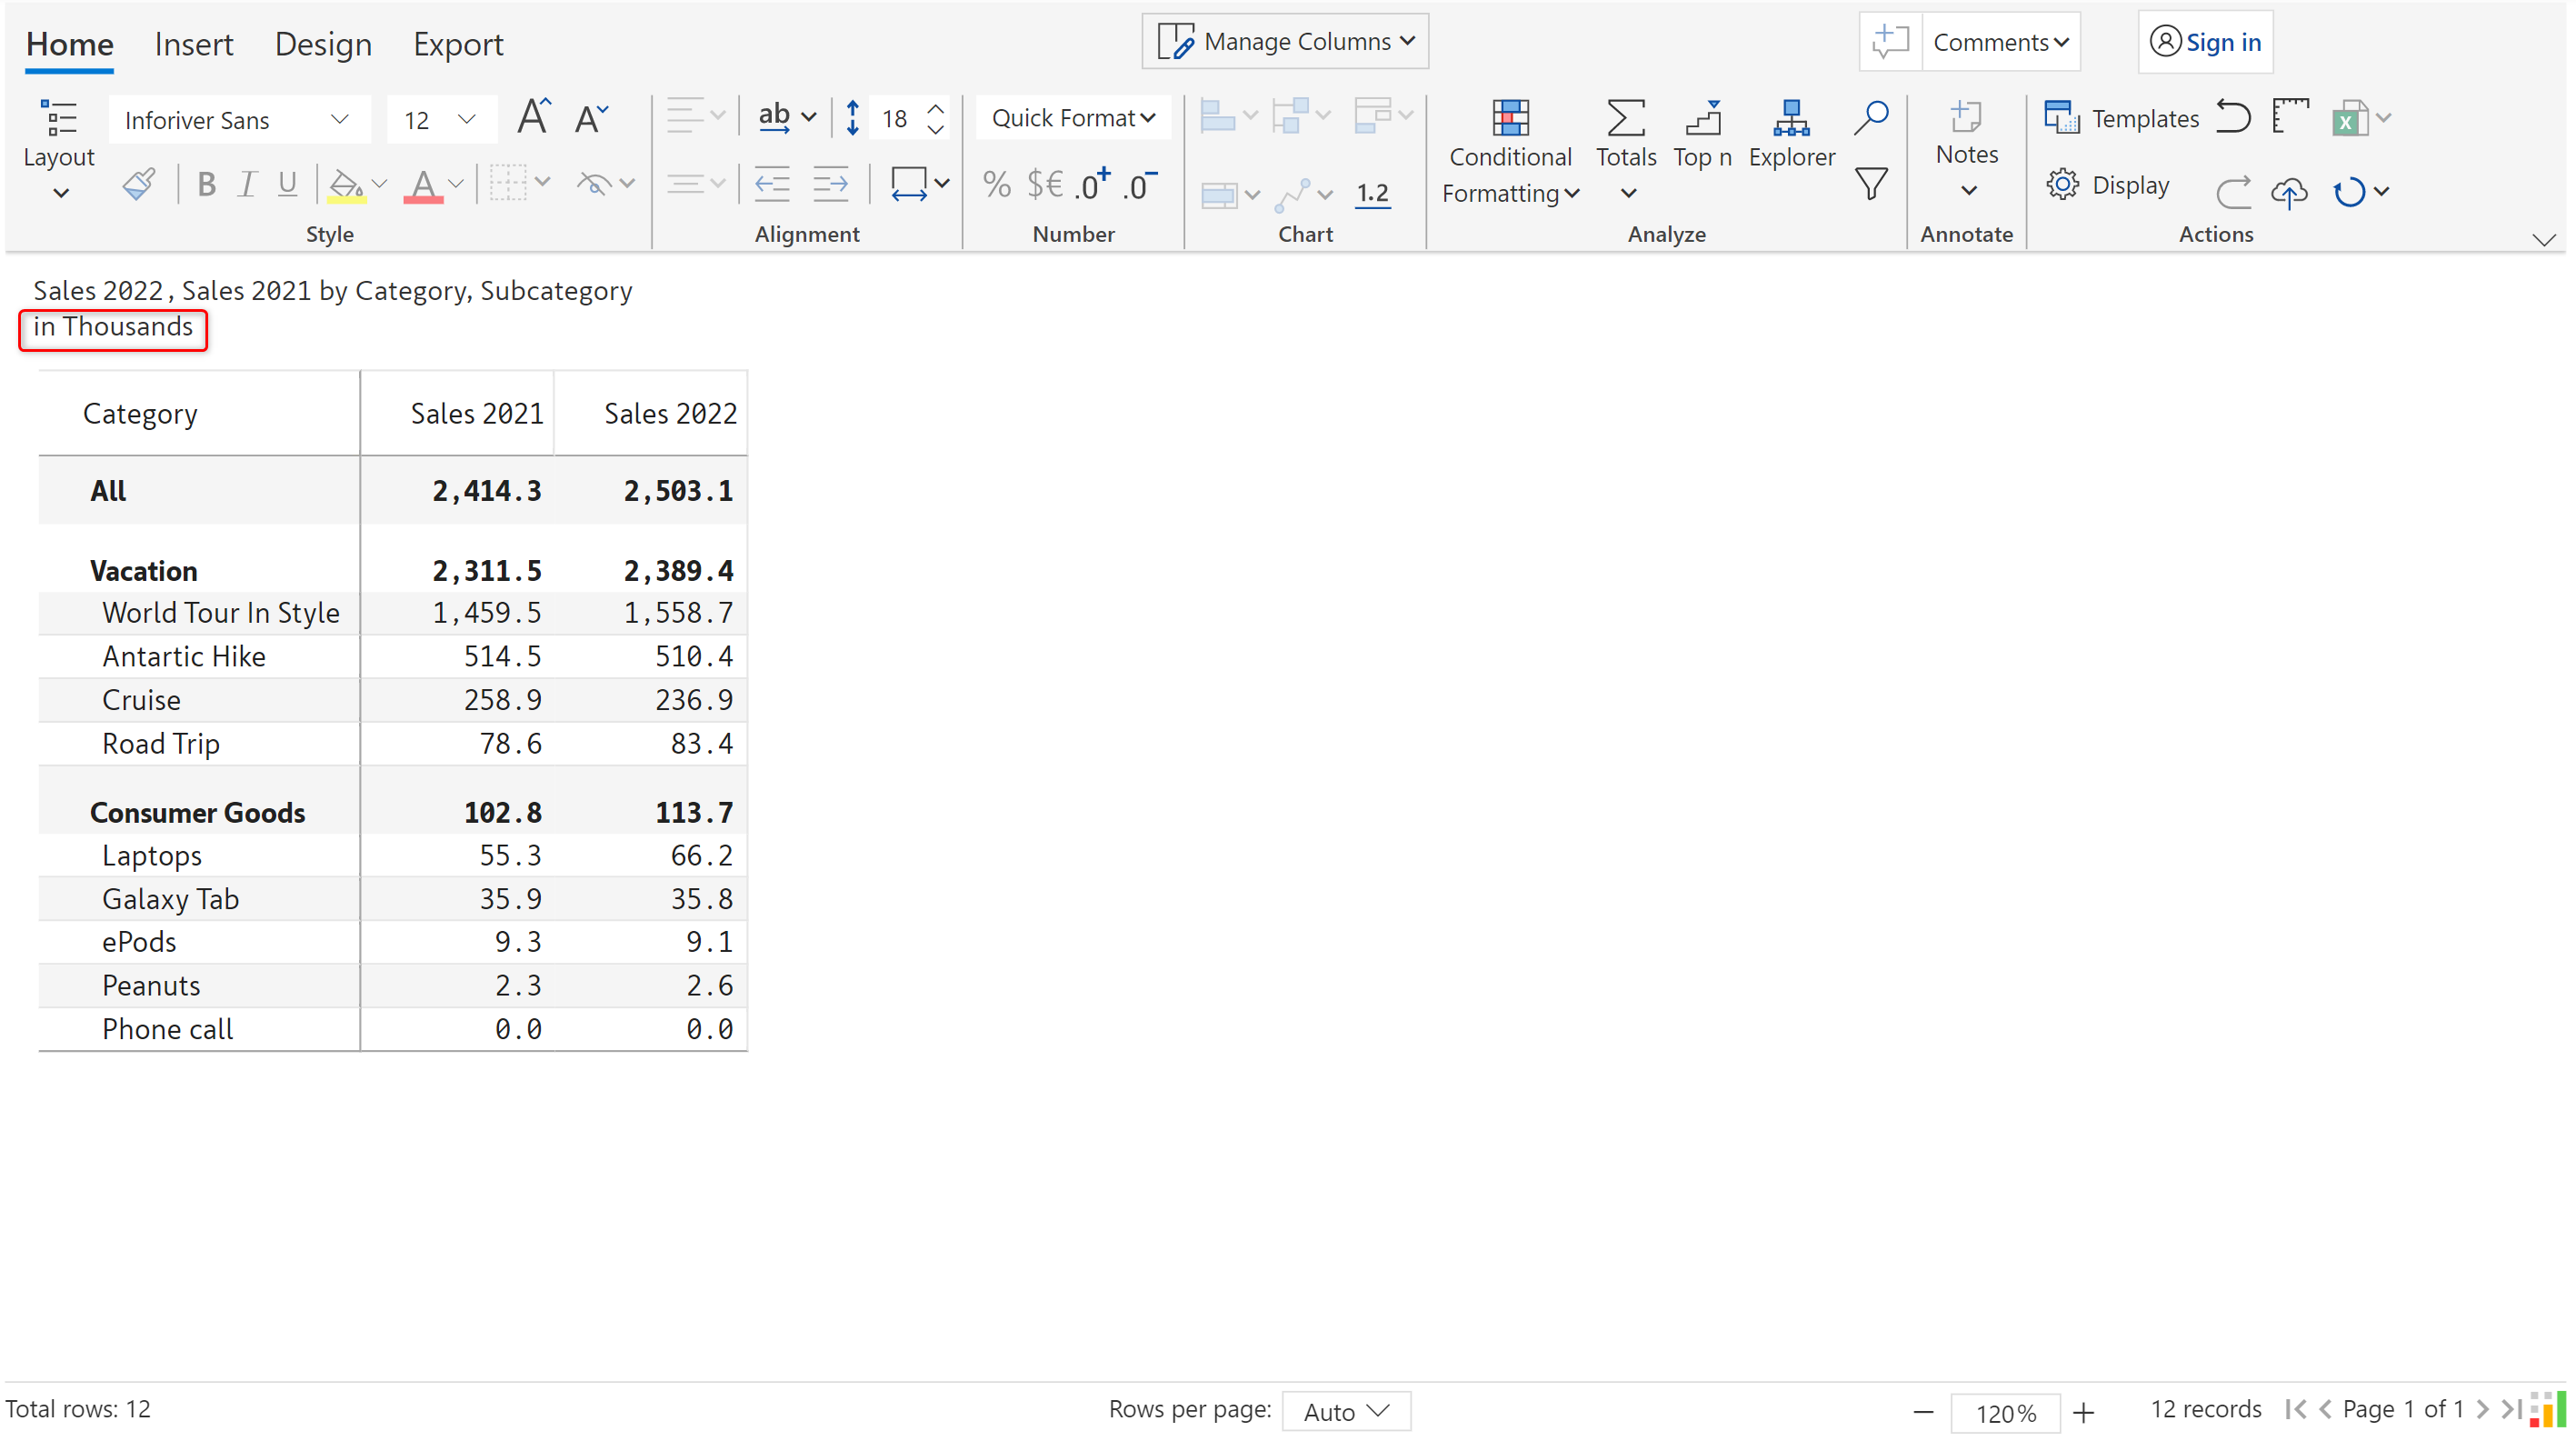 Home Insert Design Export Manage Columns Comments Sign in
Layout
Inforiver Sans 12 A A ab 18 Quick Format
Conditional Formatting Totals Top n Explorer Notes Templates
B I U A % $€ .0+ .0- 1.2 Display
Style Alignment Number Chart Analyze Annotate Actions
Sales 2022 , Sales 2021 by Category, Subcategory
in Thousands
Category Sales 2021 Sales 2022
All 2,414.3 2,503.1
Vacation 2,311.5 2,389.4
World Tour In Style 1,459.5 1,558.7
Antartic Hike 514.5 510.4
Cruise 258.9 236.9
Road Trip 78.6 83.4
Consumer Goods 102.8 113.7
Laptops 55.3 66.2
Galaxy Tab 35.9 35.8
ePods 9.3 9.1
Peanuts 2.3 2.6
Phone call 0.0 0.0
Total rows: 12 Rows per page: Auto 120% 12 records Page 1 of 1